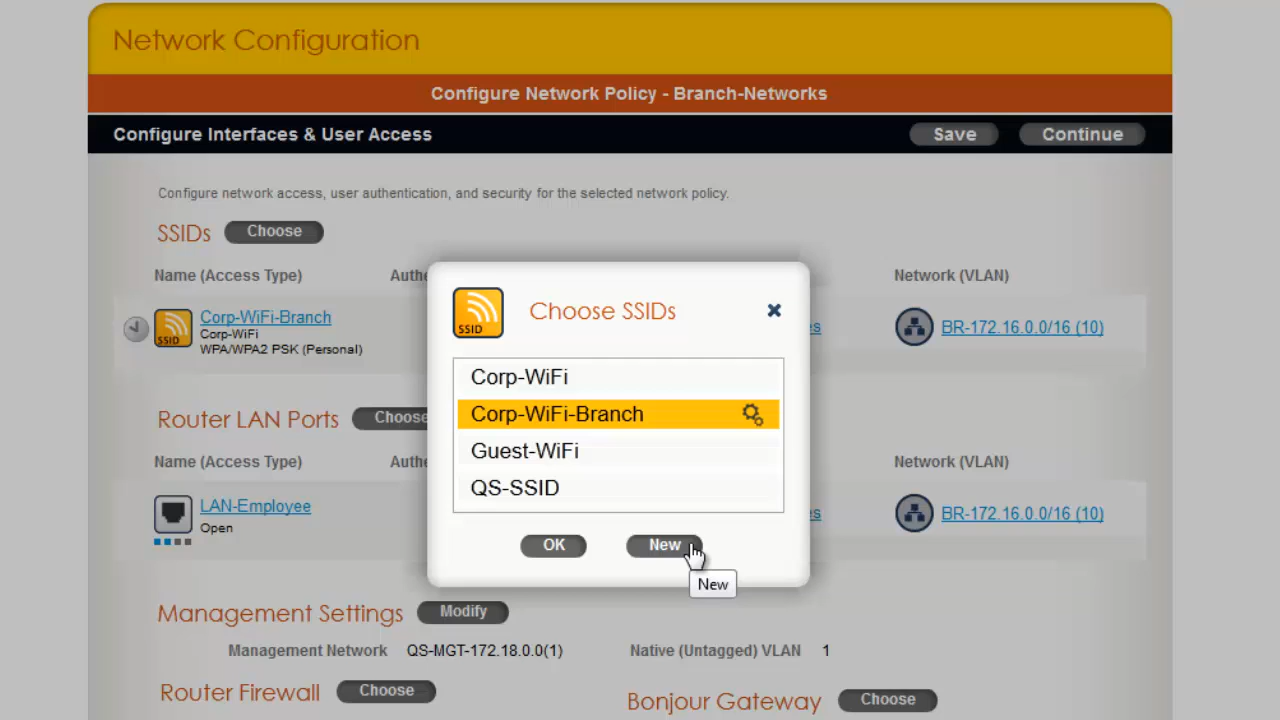 Network Configuration
Configure Network Policy - Branch-Networks
Configure Interfaces & User Access
Save
Continue
Configure network access, user authentication, and security for the selected network policy.
SSIDs
Choose
Name (Access Type)
Authe
Network (VLAN)
SSID
Corp-WiFi-Branch
Corp-WiFi
WPA/WPA2 PSK (Personal)
es
BR-172.16.0.0/16 (10)
SSID
Choose SSIDs
Corp-WiFi
Corp-WiFi-Branch
Guest-WiFi
QS-SSID
OK
New
New
Router LAN Ports
Choose
Name (Access Type)
Authe
Network (VLAN)
LAN-Employee
Open
es
BR-172.16.0.0/16 (10)
Management Settings
Modify
Management Network
QS-MGT-172.18.0.0(1)
Native (Untagged) VLAN
1
Router Firewall
Choose
Bonjour Gateway
Choose